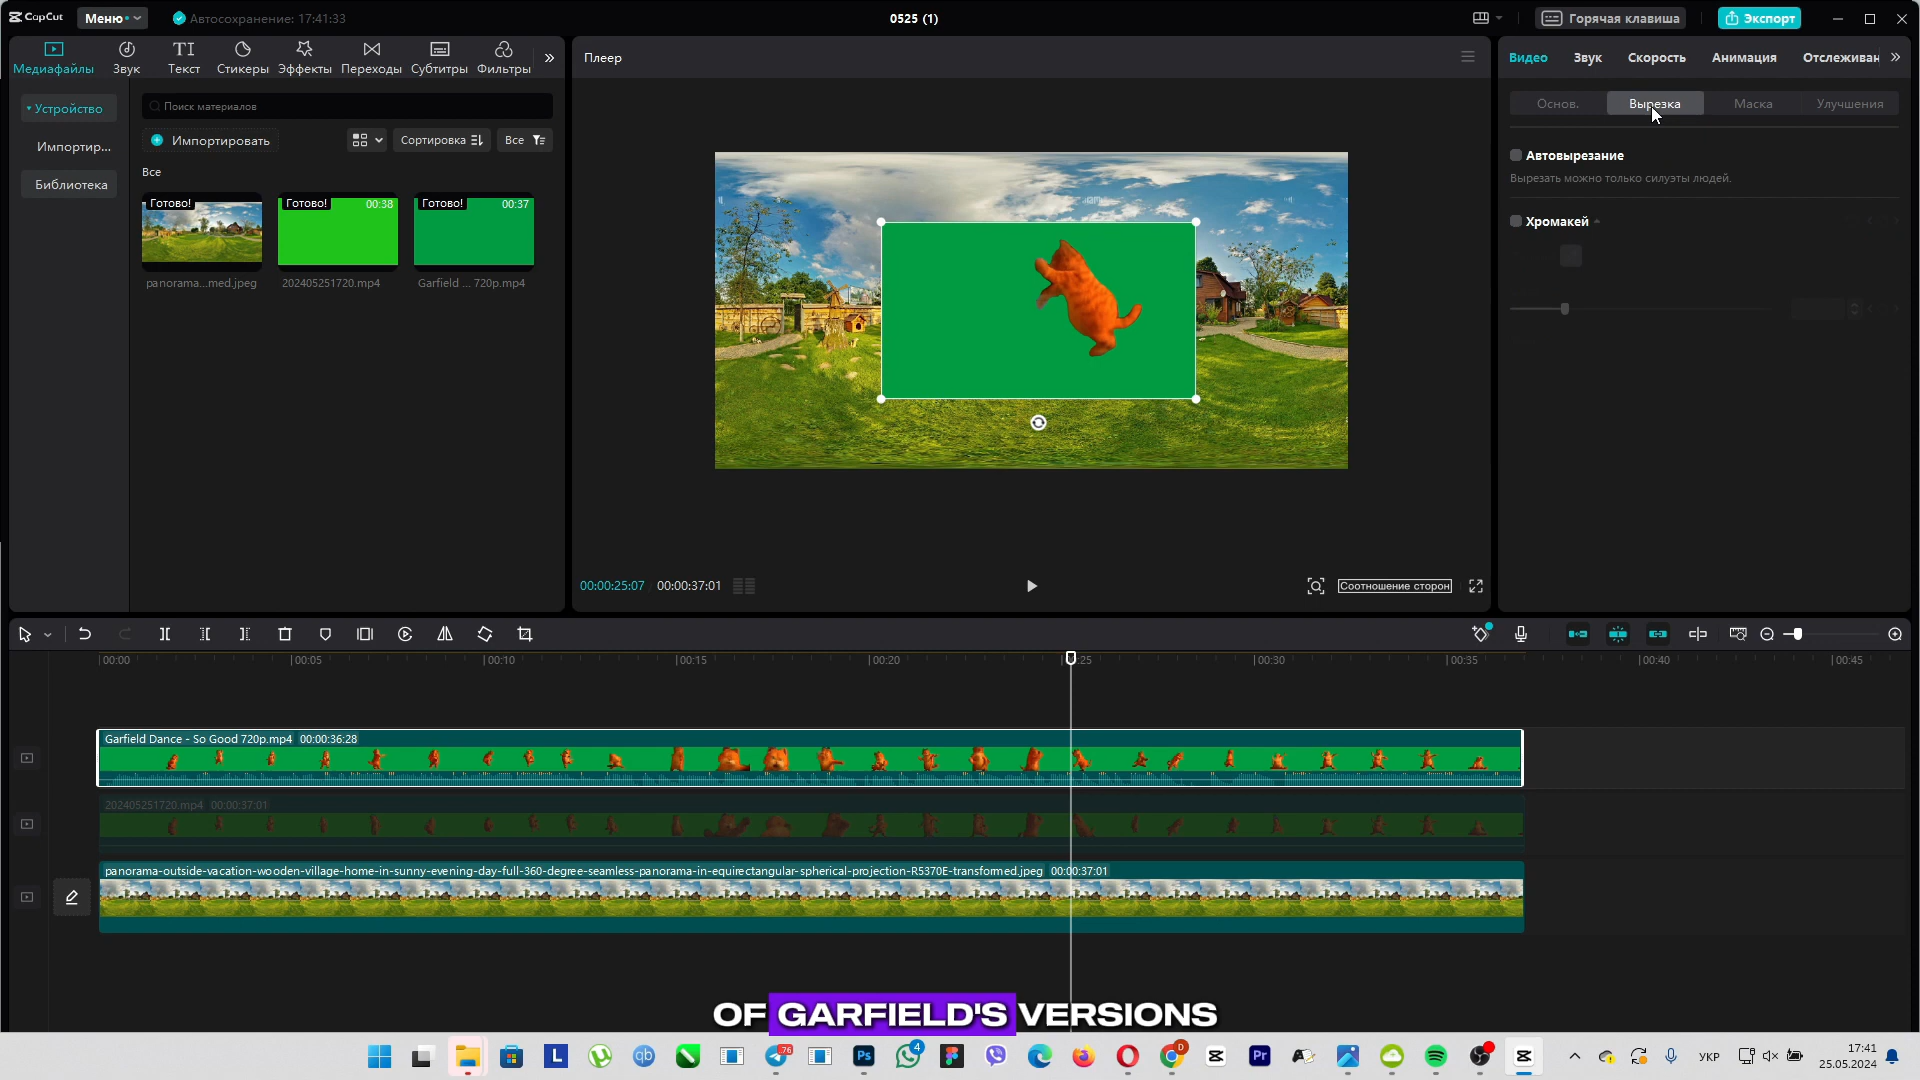 CapCut
Меню
Автосохранение: 17:41:33
0525 (1)
Горячая клавиша
Экспорт
Медиафайлы
Звук
Текст
Стикеры
Эффекты
Переходы
Субтитры
Фильтры
Плеер
Видео
Звук
Скорость
Анимация
Отслеживан
Устройство
Поиск материалов
Основ.
Вырезка
Маска
Улучшения
Импортир...
Импортировать
Сортировка
Все
Автовырезание
Все
Вырезать можно только силуэты людей.
Библиотека
Готово!
Готово!
00:38
Готово!
00:37
Хромакей
panorama...med.jpeg
202405251720.mp4
Garfield ... 720p.mp4
00:00:25:07
00:00:37:01
Соотношение сторон
00:00
00:05
00:10
00:15
00:20
00:25
00:30
00:35
00:40
00:45
Garfield Dance - So Good 720p.mp4 00:00:36:28
202405251720.mp4 00:00:37:01
panorama-outside-vacation-wooden-village-home-in-sunny-evening-day-full-360-degree-seamless-panorama-in-equirectangular-spherical-projection-R5370E-transformed.jpeg 00:00:37:01
OF GARFIELD'S VERSIONS
L
qb
76
Ps
4
D
Pr
УКР
17:41
25.05.2024